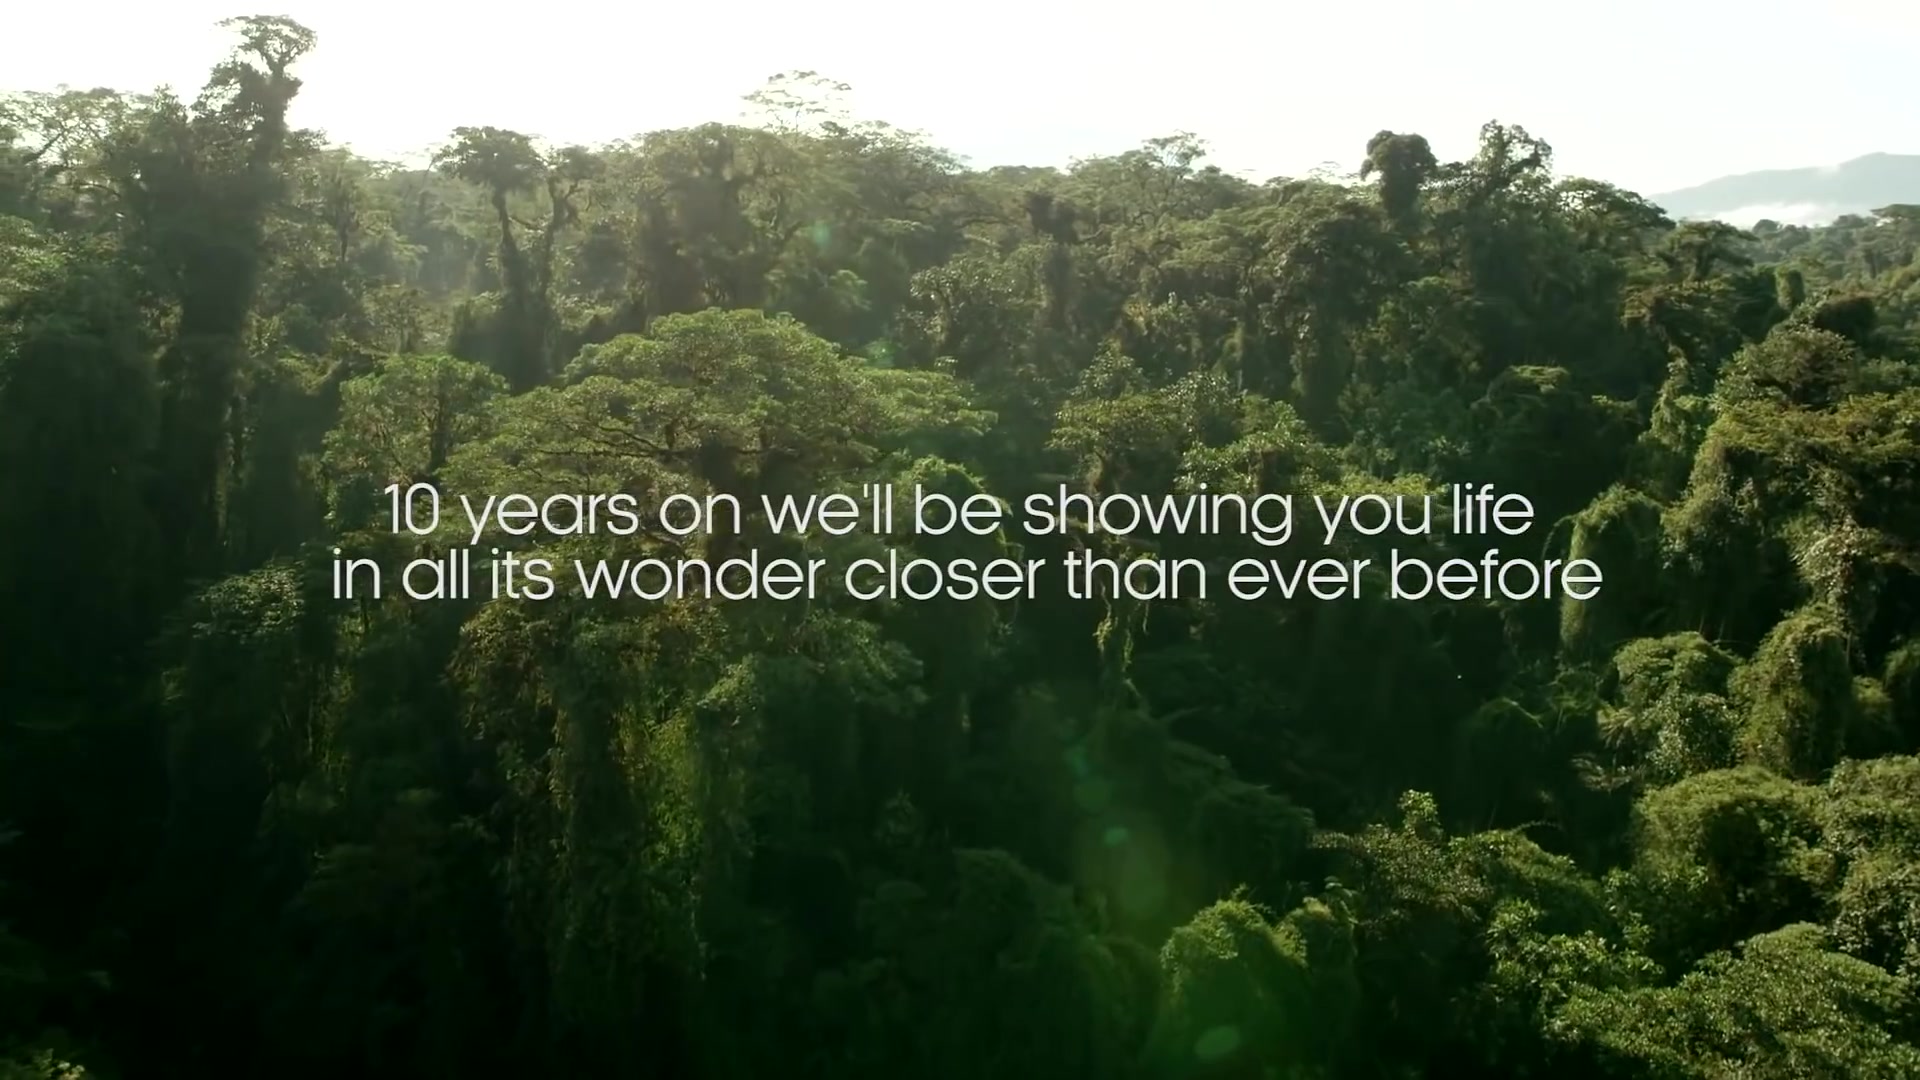 10 years on we'll be showing you life
in all its wonder closer than ever before